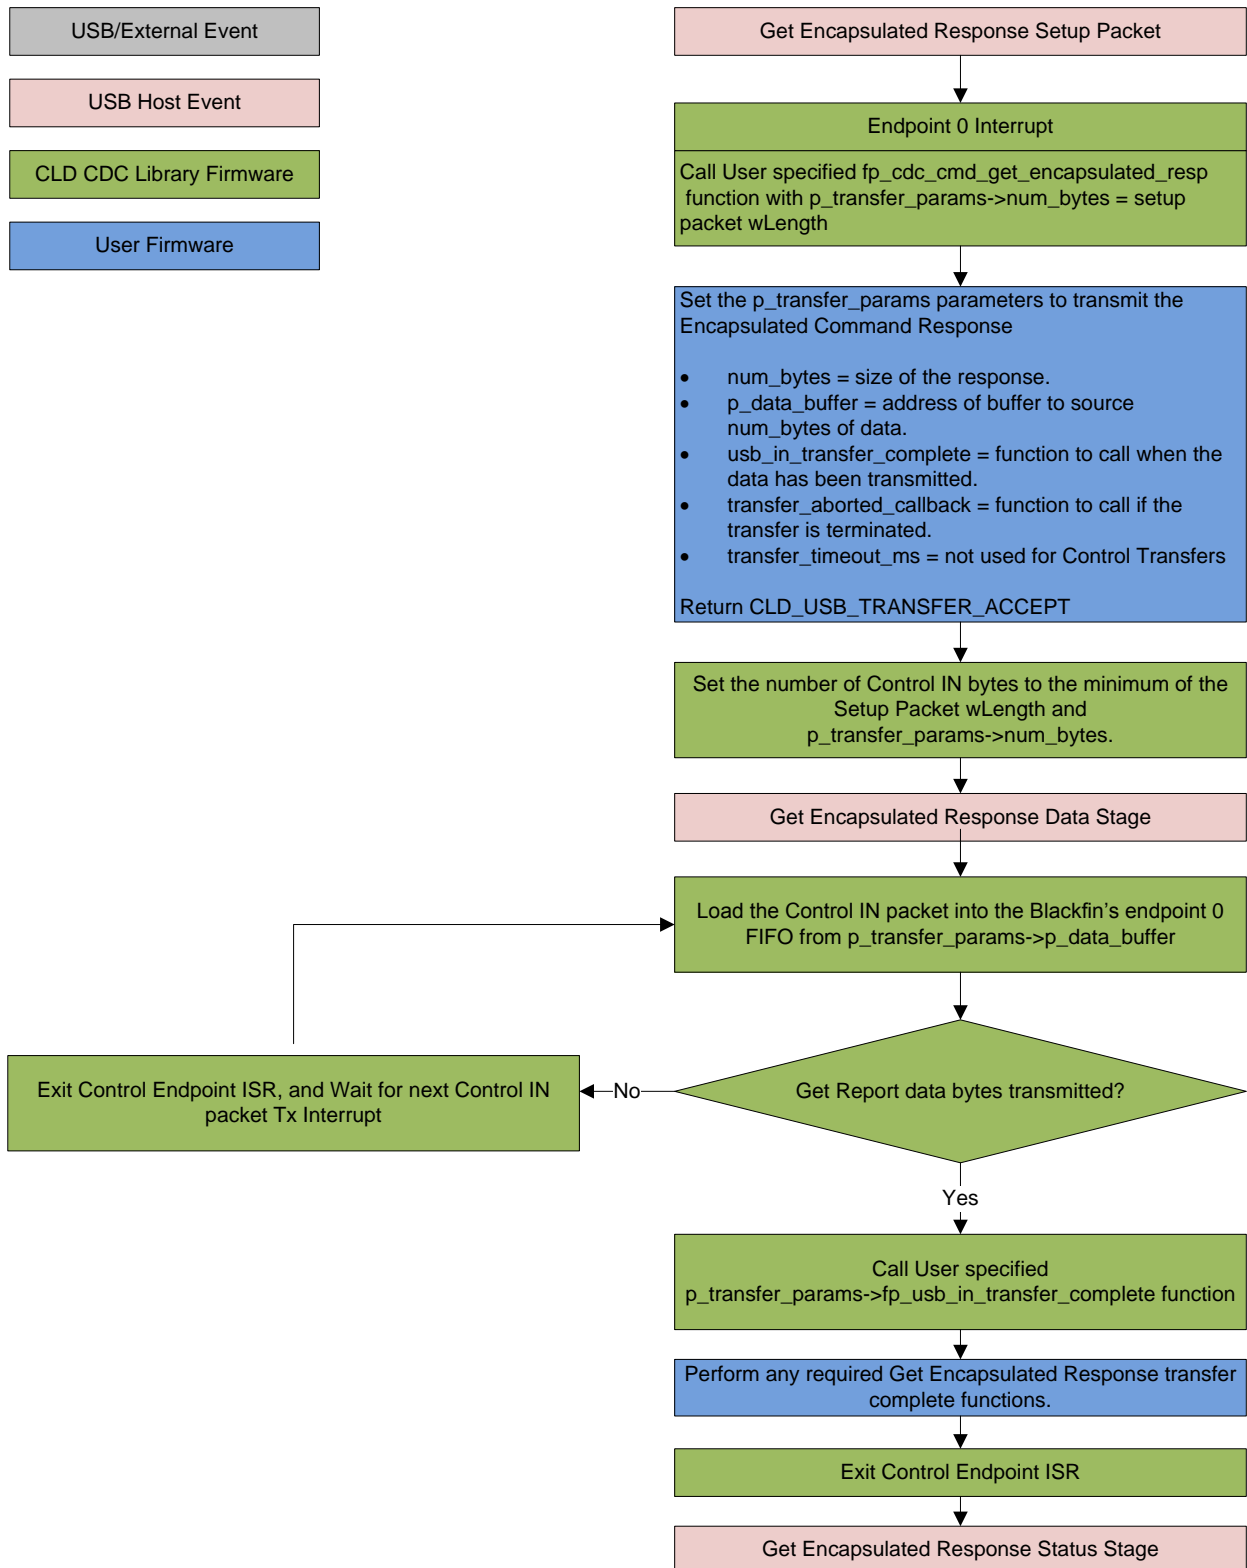 USB/External Event
USB Host Event
CLD CDC Library Firmware
User Firmware
Get Encapsulated Response Setup Packet
Endpoint 0 Interrupt
Call User specified fp_cdc_cmd_get_encapsulated_resp
function with p_transfer_params->num_bytes = setup
packet wLength
Set the p_transfer_params parameters to transmit the
Encapsulated Command Response
• num_bytes = size of the response.
• p_data_buffer = address of buffer to source
num_bytes of data.
• usb_in_transfer_complete = function to call when the
data has been transmitted.
• transfer_aborted_callback = function to call if the
transfer is terminated.
• transfer_timeout_ms = not used for Control Transfers
Return CLD_USB_TRANSFER_ACCEPT
Set the number of Control IN bytes to the minimum of the
Setup Packet wLength and
p_transfer_params->num_bytes.
Get Encapsulated Response Data Stage
Load the Control IN packet into the Blackfin’s endpoint 0
FIFO from p_transfer_params->p_data_buffer
Get Report data bytes transmitted?
No
Exit Control Endpoint ISR, and Wait for next Control IN
packet Tx Interrupt
Yes
Call User specified
p_transfer_params->fp_usb_in_transfer_complete function
Perform any required Get Encapsulated Response transfer
complete functions.
Exit Control Endpoint ISR
Get Encapsulated Response Status Stage